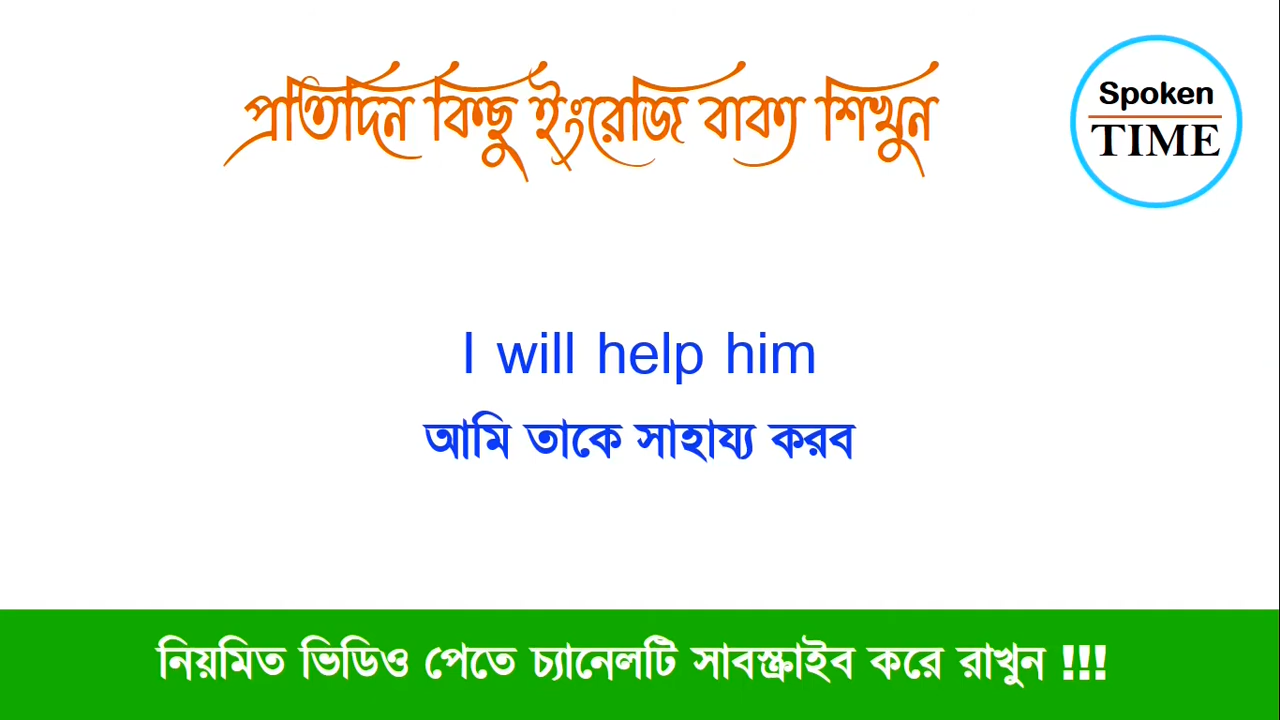 প্রতিদিন কিছু ইংরেজি বাক্য শিখুন
Spoken
TIME
I will help him
আমি তাকে সাহায্য করব
নিয়মিত ভিডিও পেতে চ্যানেলটি সাবস্ক্রাইব করে রাখুন !!!